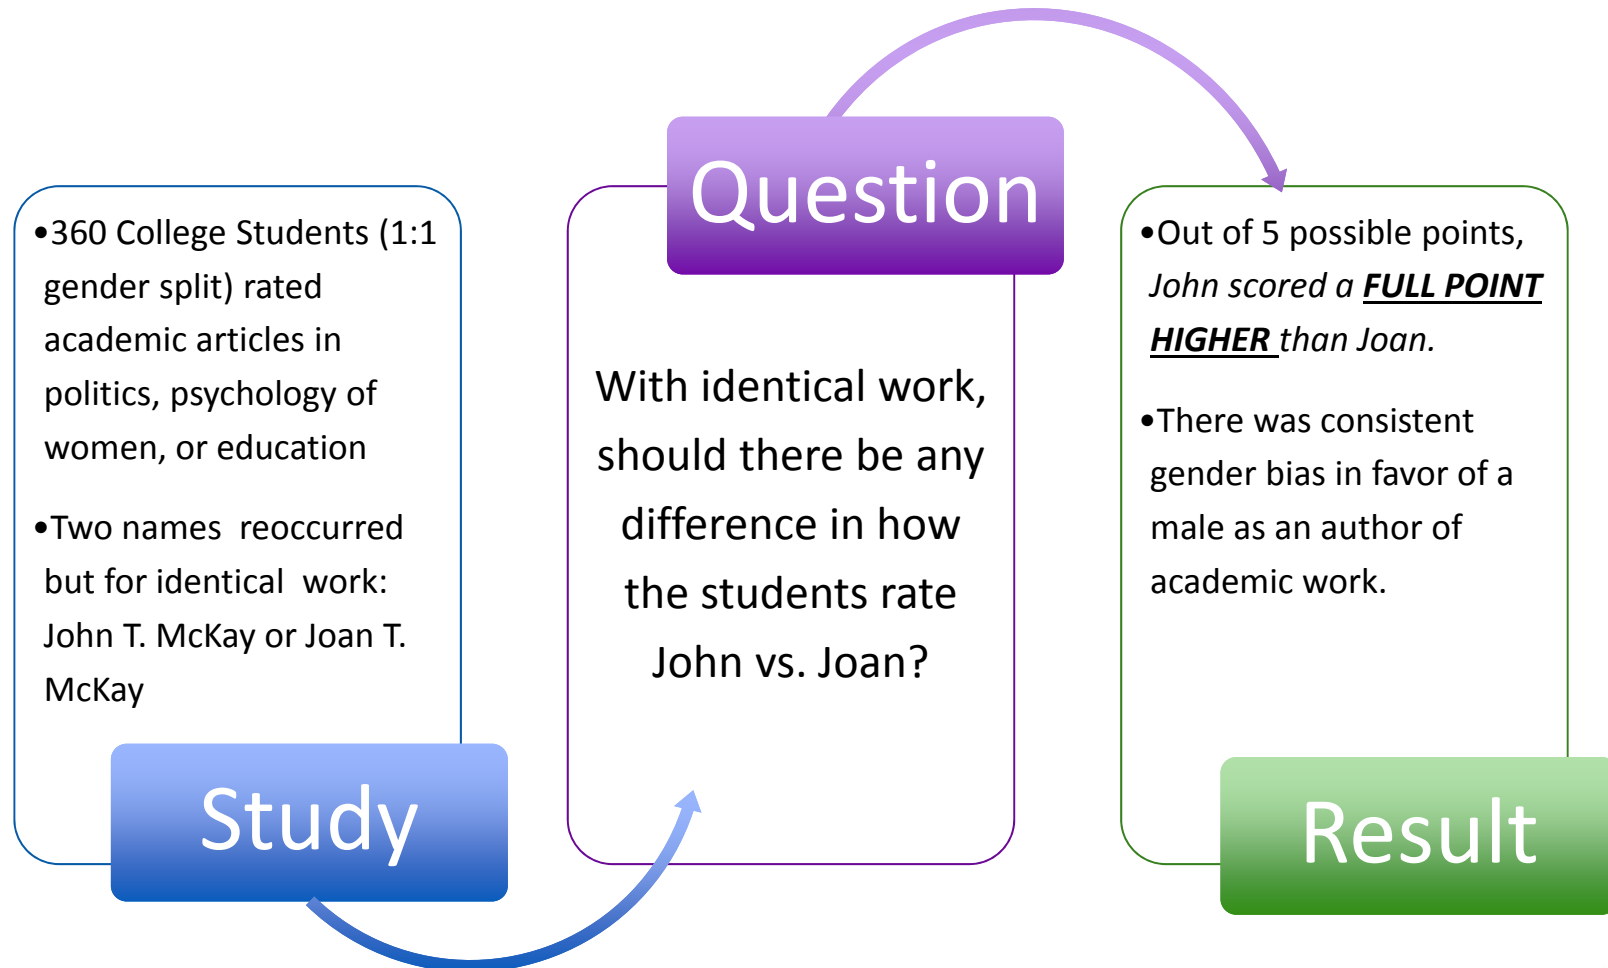 •360 College Students (1:1
gender split) rated
academic articles in
politics, psychology of
women, or education
•Two names reoccurred
but for identical work:
John T. McKay or Joan T.
McKay
Study
Question
With identical work,
should there be any
difference in how
the students rate
John vs. Joan?
•Out of 5 possible points,
John scored a FULL POINT
HIGHER than Joan.
•There was consistent
gender bias in favor of a
male as an author of
academic work.
Result